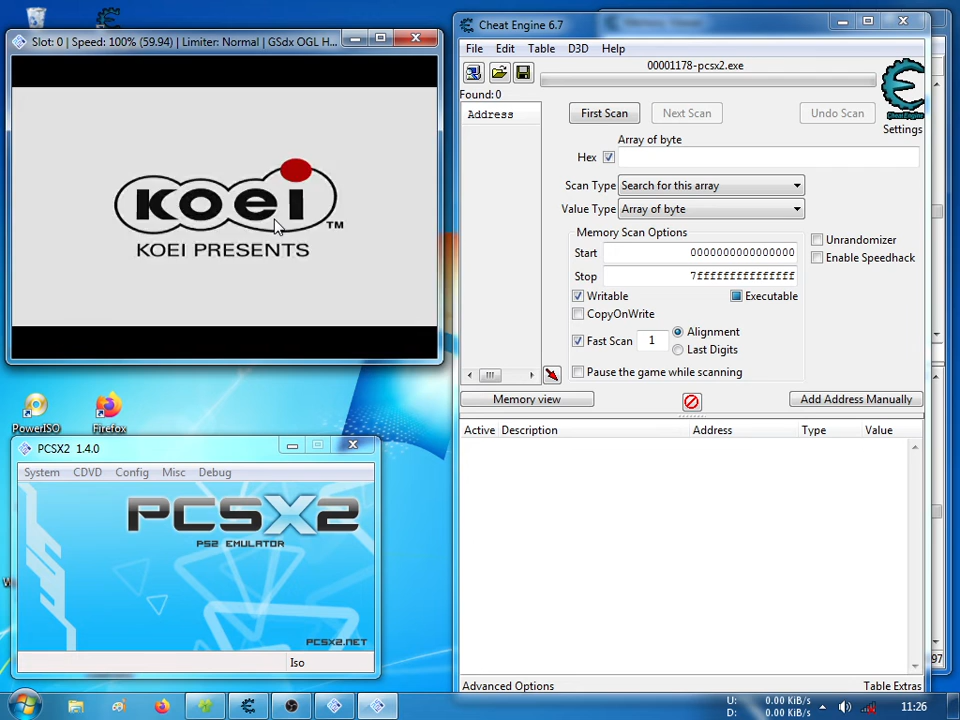 Slot: 0 | Speed: 100% (59.94) | Limiter: Normal | GSdx OGL H...
koei
TM
KOEI PRESENTS
PowerISO
Firefox
PCSX2 1.4.0
System CDVD Config Misc Debug
PCSX2
PS2 EMULATOR
PCSX2.NET
Iso
Cheat Engine 6.7
File Edit Table D3D Help
00001178-pcsx2.exe
Found: 0
Address
First Scan Next Scan Undo Scan
Cheat Engine
Settings
Array of byte
Hex
Scan Type Search for this array
Value Type Array of byte
Memory Scan Options
Start 0000000000000000
Stop 7fffffffffffffff
Writable Executable
CopyOnWrite
Fast Scan 1 Alignment
Last Digits
Pause the game while scanning
Unrandomizer
Enable Speedhack
Memory view Add Address Manually
Active Description Address Type Value
Advanced Options Table Extras
97
U: 0.00 KiB/s
D: 0.00 KiB/s
11:26